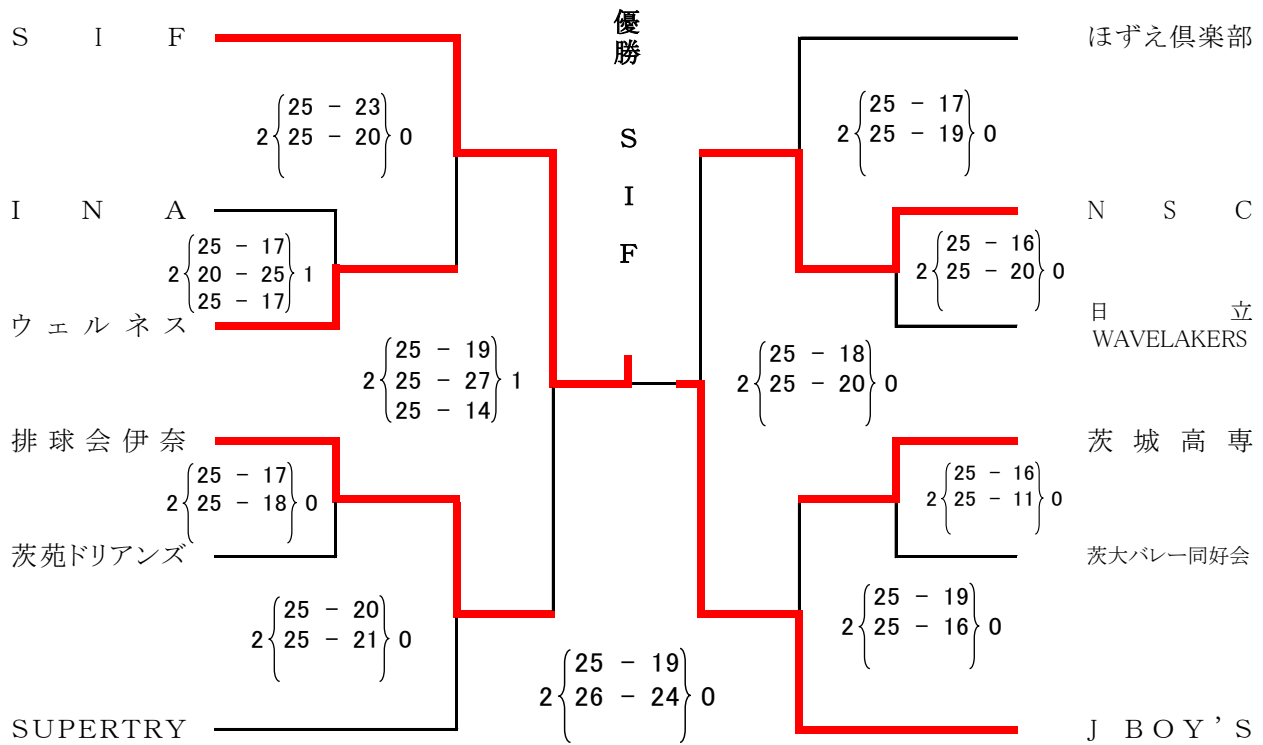 優勝 SIF
S I F
2 25 - 23 0
25 - 20
I N A
2 25 - 17 1
20 - 25
25 - 17
ウェルネス
2 25 - 19 1
25 - 27
25 - 14
排球会伊奈
2 25 - 17 0
25 - 18
茨苑ドリアンズ
2 25 - 20 0
25 - 21
SUPERTRY
2 25 - 19 0
26 - 24
ほずえ倶楽部
2 25 - 17 0
25 - 19
N S C
2 25 - 16 0
25 - 20
日 立
WAVELAKERS
2 25 - 18 0
25 - 20
茨城高専
2 25 - 16 0
25 - 11
茨大バレー同好会
2 25 - 19 0
25 - 16
J BOY'S